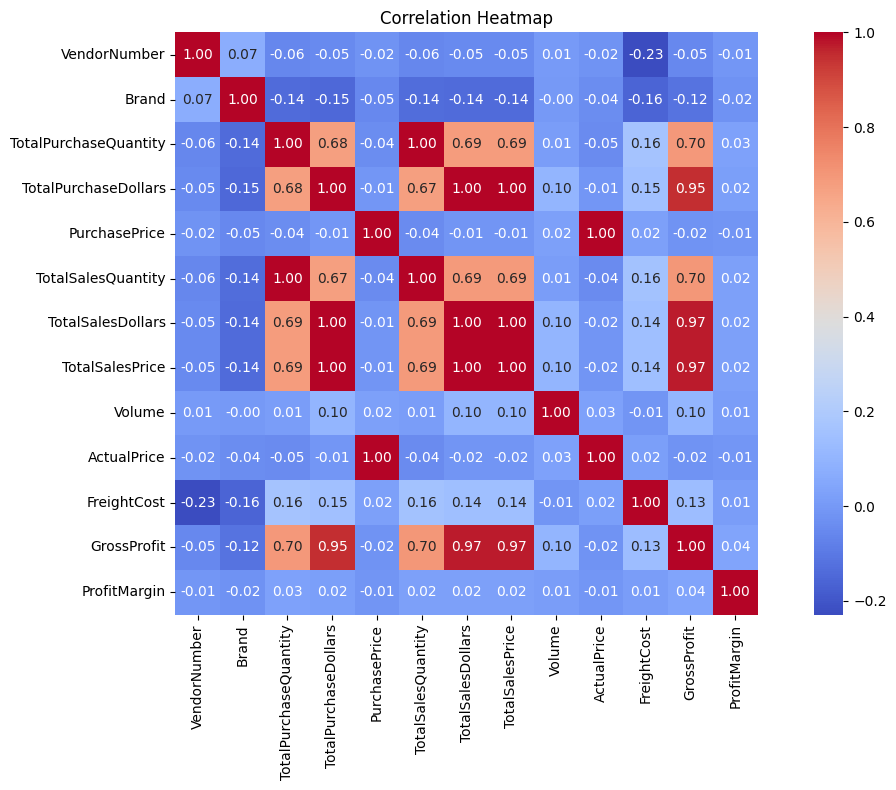 Correlation Heatmap
VendorNumber 1.00 0.07 -0.06 -0.05 -0.02 -0.06 -0.05 -0.05 0.01 -0.02 -0.23 -0.05 -0.01
Brand 0.07 1.00 -0.14 -0.15 -0.05 -0.14 -0.14 -0.14 -0.00 -0.04 -0.16 -0.12 -0.02
TotalPurchaseQuantity -0.06 -0.14 1.00 0.68 -0.04 1.00 0.69 0.69 0.01 -0.05 0.16 0.70 0.03
TotalPurchaseDollars -0.05 -0.15 0.68 1.00 -0.01 0.67 1.00 1.00 0.10 -0.01 0.15 0.95 0.02
PurchasePrice -0.02 -0.05 -0.04 -0.01 1.00 -0.04 -0.01 -0.01 0.02 1.00 0.02 -0.02 -0.01
TotalSalesQuantity -0.06 -0.14 1.00 0.67 -0.04 1.00 0.69 0.69 0.01 -0.04 0.16 0.70 0.02
TotalSalesDollars -0.05 -0.14 0.69 1.00 -0.01 0.69 1.00 1.00 0.10 -0.02 0.14 0.97 0.02
TotalSalesPrice -0.05 -0.14 0.69 1.00 -0.01 0.69 1.00 1.00 0.10 -0.02 0.14 0.97 0.02
Volume 0.01 -0.00 0.01 0.10 0.02 0.01 0.10 0.10 1.00 0.03 -0.01 0.10 0.01
ActualPrice -0.02 -0.04 -0.05 -0.01 1.00 -0.04 -0.02 -0.02 0.03 1.00 0.02 -0.02 -0.01
FreightCost -0.23 -0.16 0.16 0.15 0.02 0.16 0.14 0.14 -0.01 0.02 1.00 0.13 0.01
GrossProfit -0.05 -0.12 0.70 0.95 -0.02 0.70 0.97 0.97 0.10 -0.02 0.13 1.00 0.04
ProfitMargin -0.01 -0.02 0.03 0.02 -0.01 0.02 0.02 0.02 0.01 -0.01 0.01 0.04 1.00
VendorNumber
Brand
TotalPurchaseQuantity
TotalPurchaseDollars
PurchasePrice
TotalSalesQuantity
TotalSalesDollars
TotalSalesPrice
Volume
ActualPrice
FreightCost
GrossProfit
ProfitMargin
1.0
0.8
0.6
0.4
0.2
0.0
−0.2